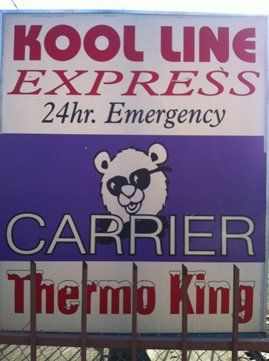 KOOL LINE
EXPRESS
24hr. Emergency
CARRIER
Thermo King